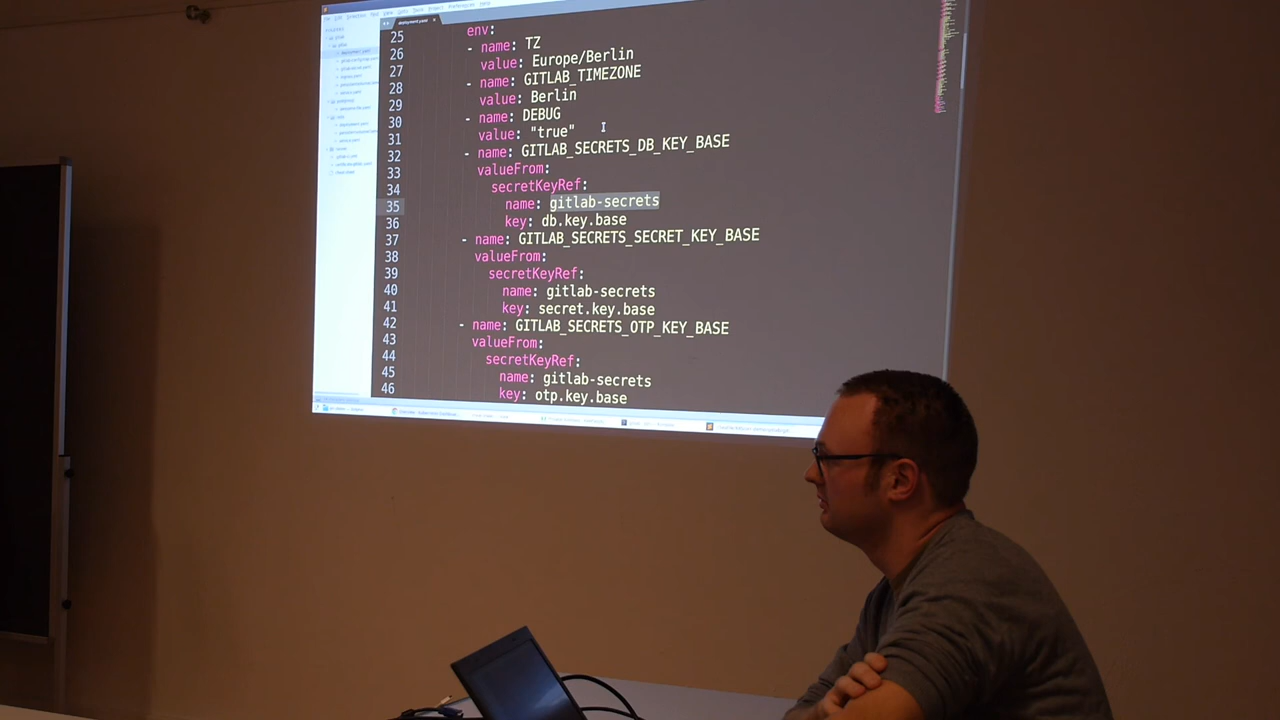 deployment.yaml
25 env:
26 - name: TZ
27 value: Europe/Berlin
28 - name: GITLAB_TIMEZONE
29 value: Berlin
30 - name: DEBUG
31 value: "true"
32 - name: GITLAB_SECRETS_DB_KEY_BASE
33 valueFrom:
34 secretKeyRef:
35 name: gitlab-secrets
36 key: db.key.base
37 - name: GITLAB_SECRETS_SECRET_KEY_BASE
38 valueFrom:
39 secretKeyRef:
40 name: gitlab-secrets
41 key: secret.key.base
42 - name: GITLAB_SECRETS_OTP_KEY_BASE
43 valueFrom:
44 secretKeyRef:
45 name: gitlab-secrets
46 key: otp.key.base